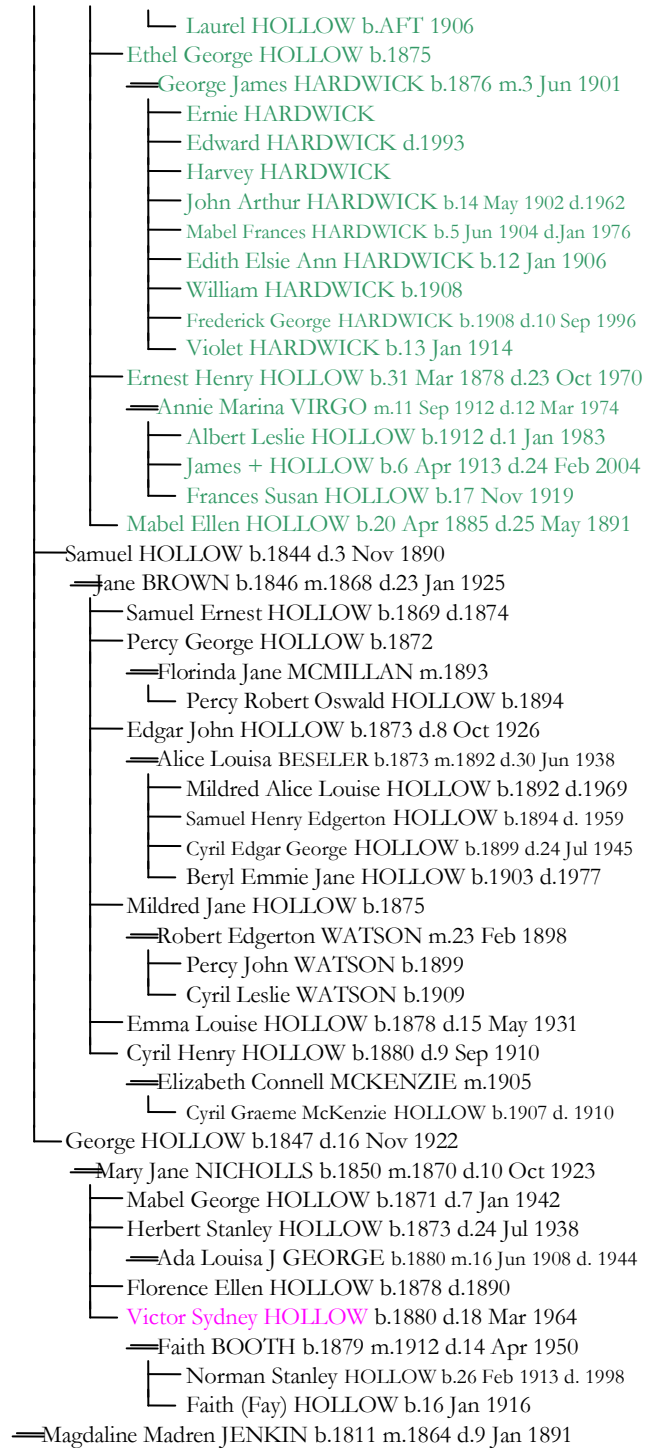 Laurel HOLLOW b.AFT 1906
Ethel George HOLLOW b.1875
George James HARDWICK b.1876 m.3 Jun 1901
Ernie HARDWICK
Edward HARDWICK d.1993
Harvey HARDWICK
John Arthur HARDWICK b.14 May 1902 d.1962
Mabel Frances HARDWICK b.5 Jun 1904 d.Jan 1976
Edith Elsie Ann HARDWICK b.12 Jan 1906
William HARDWICK b.1908
Frederick George HARDWICK b.1908 d.10 Sep 1996
Violet HARDWICK b.13 Jan 1914
Ernest Henry HOLLOW b.31 Mar 1878 d.23 Oct 1970
Annie Marina VIRGO m.11 Sep 1912 d.12 Mar 1974
Albert Leslie HOLLOW b.1912 d.1 Jan 1983
James + HOLLOW b.6 Apr 1913 d.24 Feb 2004
Frances Susan HOLLOW b.17 Nov 1919
Mabel Ellen HOLLOW b.20 Apr 1885 d.25 May 1891
Samuel HOLLOW b.1844 d.3 Nov 1890
Jane BROWN b.1846 m.1868 d.23 Jan 1925
Samuel Ernest HOLLOW b.1869 d.1874
Percy George HOLLOW b.1872
Florinda Jane MCMILLAN m.1893
Percy Robert Oswald HOLLOW b.1894
Edgar John HOLLOW b.1873 d.8 Oct 1926
Alice Louisa BESELER b.1873 m.1892 d.30 Jun 1938
Mildred Alice Louise HOLLOW b.1892 d.1969
Samuel Henry Edgerton HOLLOW b.1894 d. 1959
Cyril Edgar George HOLLOW b.1899 d.24 Jul 1945
Beryl Emmie Jane HOLLOW b.1903 d.1977
Mildred Jane HOLLOW b.1875
Robert Edgerton WATSON m.23 Feb 1898
Percy John WATSON b.1899
Cyril Leslie WATSON b.1909
Emma Louise HOLLOW b.1878 d.15 May 1931
Cyril Henry HOLLOW b.1880 d.9 Sep 1910
Elizabeth Connell MCKENZIE m.1905
Cyril Graeme McKenzie HOLLOW b.1907 d. 1910
George HOLLOW b.1847 d.16 Nov 1922
Mary Jane NICHOLLS b.1850 m.1870 d.10 Oct 1923
Mabel George HOLLOW b.1871 d.7 Jan 1942
Herbert Stanley HOLLOW b.1873 d.24 Jul 1938
Ada Louisa J GEORGE b.1880 m.16 Jun 1908 d. 1944
Florence Ellen HOLLOW b.1878 d.1890
Victor Sydney HOLLOW b.1880 d.18 Mar 1964
Faith BOOTH b.1879 m.1912 d.14 Apr 1950
Norman Stanley HOLLOW b.26 Feb 1913 d. 1998
Faith (Fay) HOLLOW b.16 Jan 1916
Magdaline Madren JENKIN b.1811 m.1864 d.9 Jan 1891